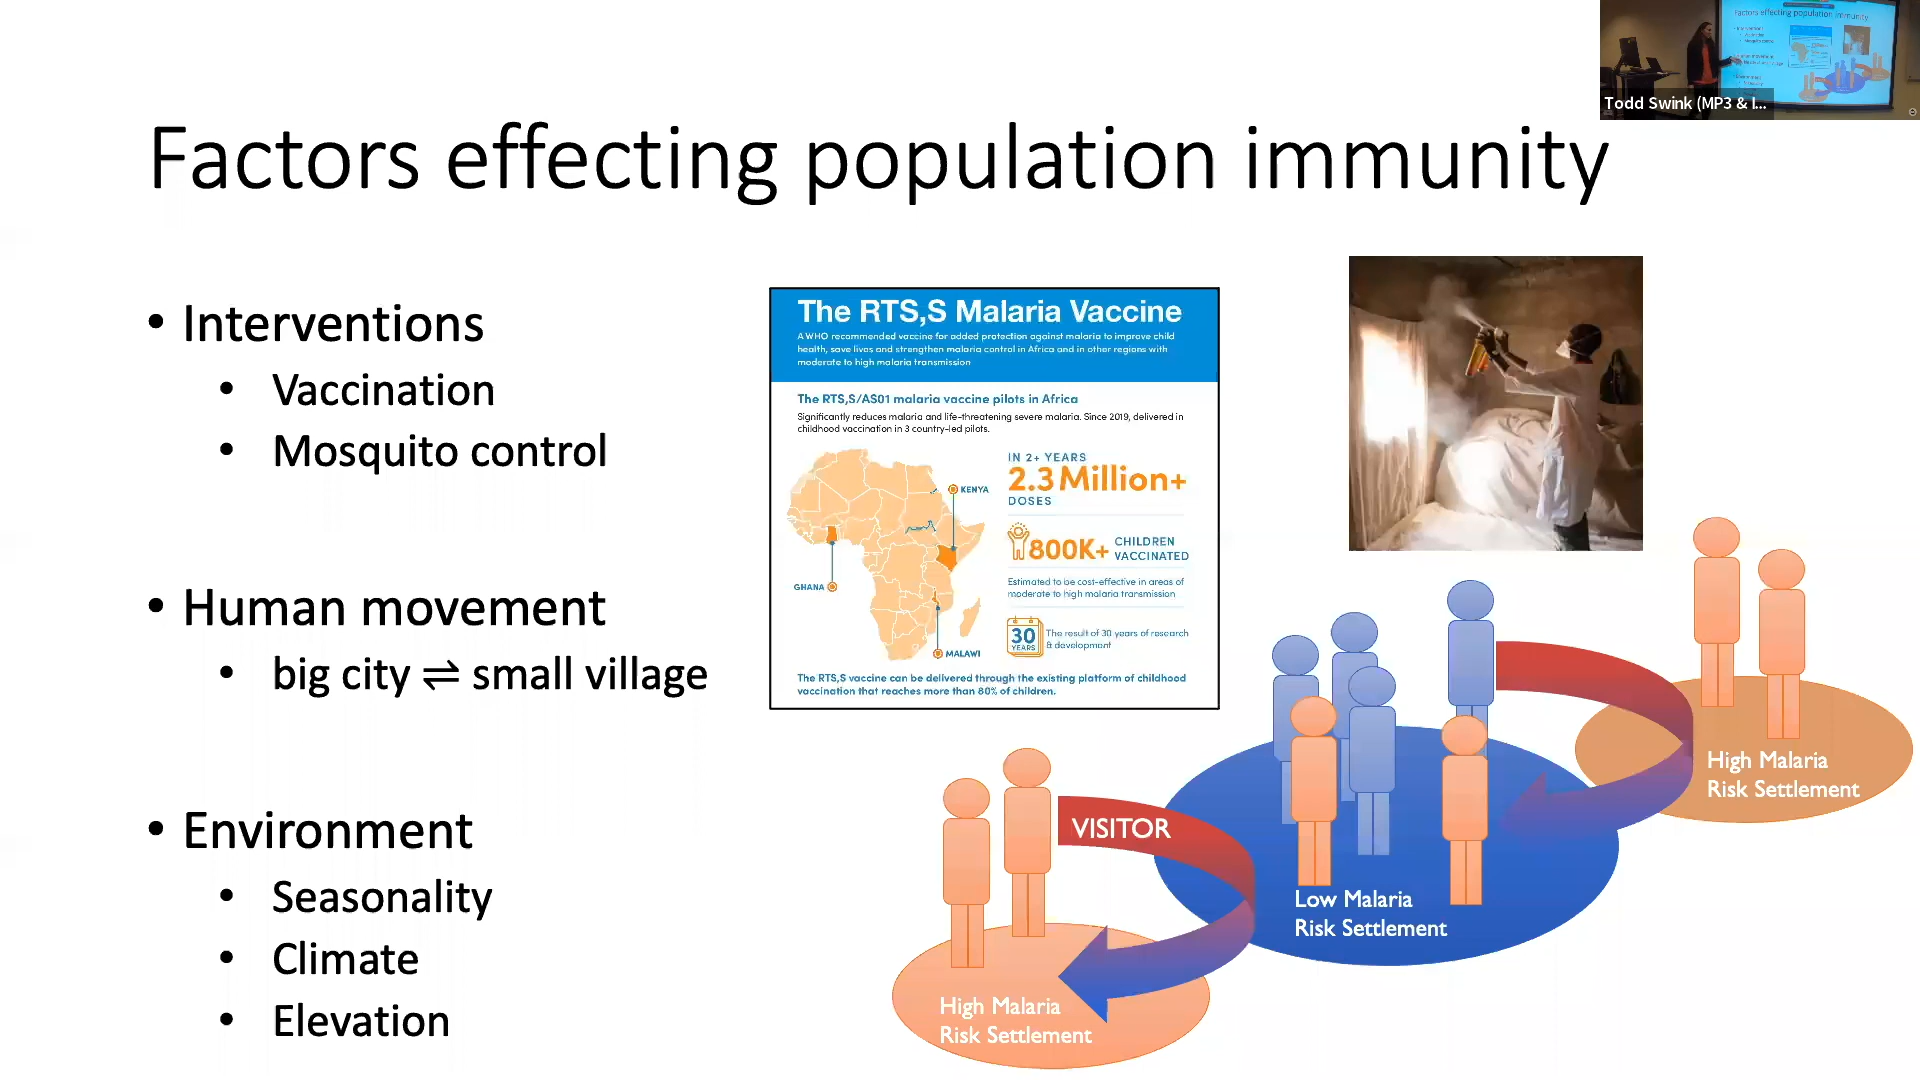 Factors effecting population immunity
• Interventions
• Vaccination
• Mosquito control
• Human movement
• big city ⇌ small village
• Environment
• Seasonality
• Climate
• Elevation
The RTS,S Malaria Vaccine
A WHO recommended vaccine for added protection against malaria to improve child
health, save lives and strengthen malaria control in Africa and in other regions with
moderate to high malaria transmission
The RTS,S/AS01 malaria vaccine pilots in Africa
Significantly reduces malaria and life-threatening severe malaria. Since 2019, delivered in
childhood vaccination in 3 country-led pilots.
KENYA
GHANA
MALAWI
IN 2+ YEARS
2.3 Million+
DOSES
800K+ CHILDREN
VACCINATED
Estimated to be cost-effective in areas of
moderate to high malaria transmission
30
YEARS
The result of 30 years of research
& development
The RTS,S vaccine can be delivered through the existing platform of childhood
vaccination that reaches more than 80% of children.
VISITOR
High Malaria
Risk Settlement
Low Malaria
Risk Settlement
High Malaria
Risk Settlement
Todd Swink (MP3 & I...
Factors effecting population immunity